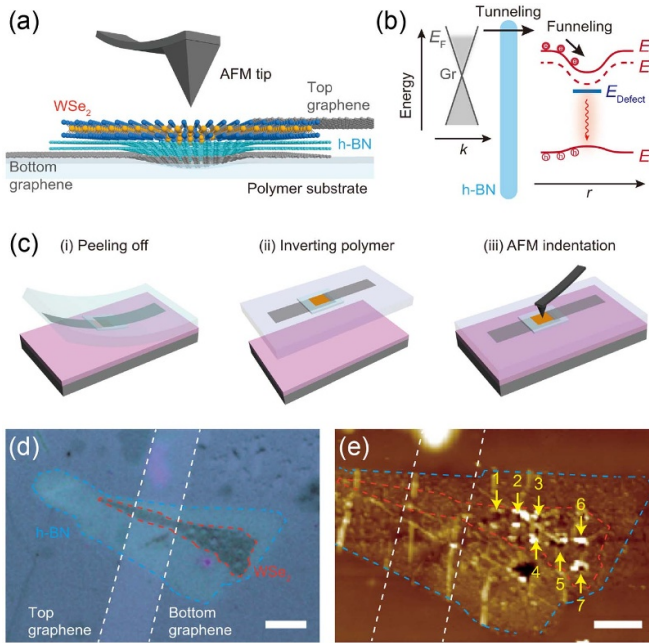 (a)
AFM tip
WSe2
Top
graphene
h-BN
Bottom
graphene
Polymer substrate
(b)
Tunneling
Funneling
EF
Gr
Energy
k
h-BN
E
E
EDefect
e e e
h h h
E
r
(c)
(i) Peeling off
(ii) Inverting polymer
(iii) AFM indentation
(d)
h-BN
WSe
Top
graphene
Bottom
graphene
(e)
1 2 3
6
4
5
7